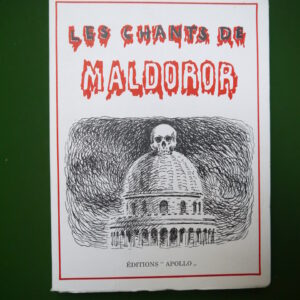 LES CHANTS DE
MALDOROR
ÉDITIONS "APOLLO"